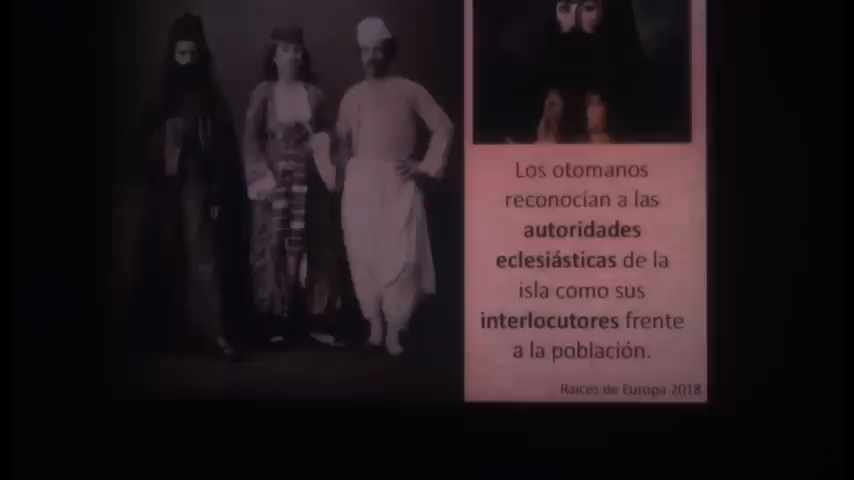 Los otomanos
reconocían a las
autoridades
eclesiásticas de la
isla como sus
interlocutores frente
a la población.
Raíces de Europa 2018